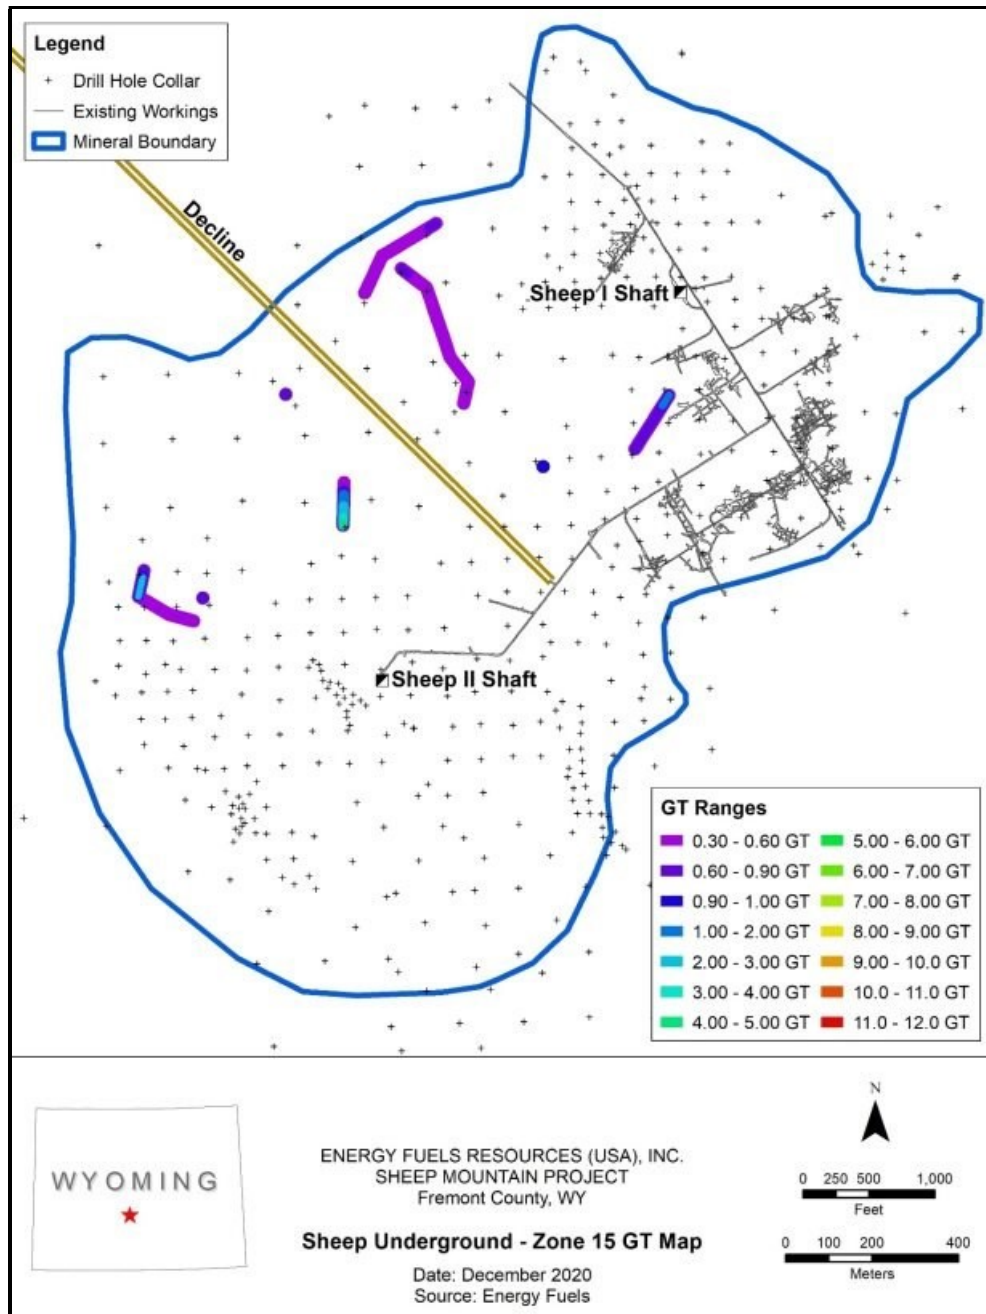 Legend
Drill Hole Collar
Existing Workings
Mineral Boundary
Decline
Sheep I Shaft
Sheep II Shaft
GT Ranges
0.30 - 0.60 GT
0.60 - 0.90 GT
0.90 - 1.00 GT
1.00 - 2.00 GT
2.00 - 3.00 GT
3.00 - 4.00 GT
4.00 - 5.00 GT
5.00 - 6.00 GT
6.00 - 7.00 GT
7.00 - 8.00 GT
8.00 - 9.00 GT
9.00 - 10.0 GT
10.0 - 11.0 GT
11.0 - 12.0 GT
WYOMING
ENERGY FUELS RESOURCES (USA), INC.
SHEEP MOUNTAIN PROJECT
Fremont County, WY
Sheep Underground - Zone 15 GT Map
Date: December 2020
Source: Energy Fuels
N
0 250 500 1,000
Feet
0 100 200 400
Meters